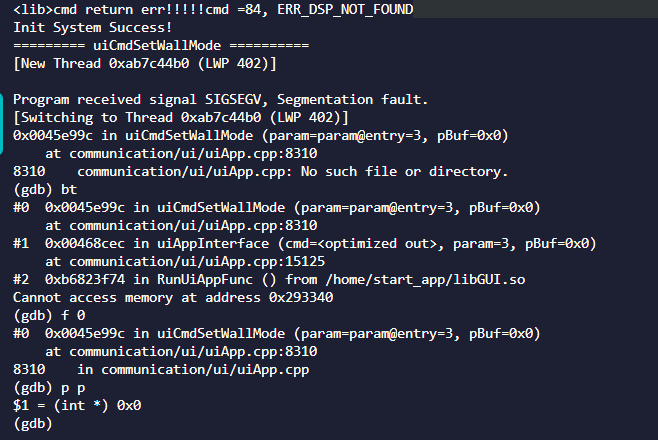 <lib>cmd return err!!!!!cmd =84, ERR_DSP_NOT_FOUND
Init System Success!
========= uiCmdSetWallMode ==========
[New Thread 0xab7c44b0 (LWP 402)]
Program received signal SIGSEGV, Segmentation fault.
[Switching to Thread 0xab7c44b0 (LWP 402)]
0x0045e99c in uiCmdSetWallMode (param=param@entry=3, pBuf=0x0)
    at communication/ui/uiApp.cpp:8310
8310    communication/ui/uiApp.cpp: No such file or directory.
(gdb) bt
#0  0x0045e99c in uiCmdSetWallMode (param=param@entry=3, pBuf=0x0)
    at communication/ui/uiApp.cpp:8310
#1  0x00468cec in uiAppInterface (cmd=<optimized out>, param=3, pBuf=0x0)
    at communication/ui/uiApp.cpp:15125
#2  0xb6823f74 in RunUiAppFunc () from /home/start_app/libGUI.so
Cannot access memory at address 0x293340
(gdb) f 0
#0  0x0045e99c in uiCmdSetWallMode (param=param@entry=3, pBuf=0x0)
    at communication/ui/uiApp.cpp:8310
8310    in communication/ui/uiApp.cpp
(gdb) p p
$1 = (int *) 0x0
(gdb)